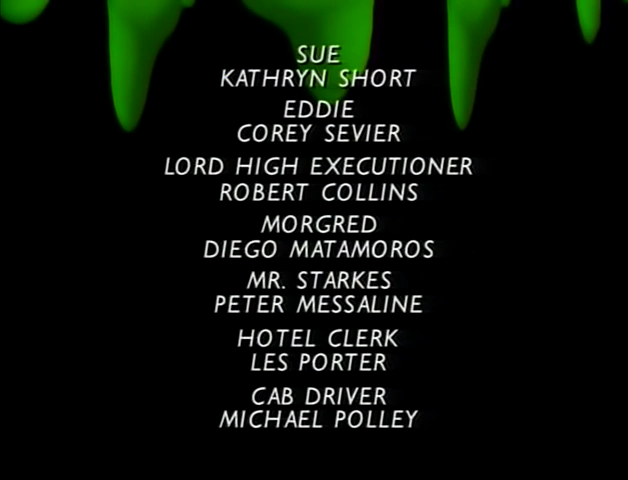 SUE
KATHRYN SHORT
EDDIE
COREY SEVIER
LORD HIGH EXECUTIONER
ROBERT COLLINS
MORGRED
DIEGO MATAMOROS
MR. STARKES
PETER MESSALINE
HOTEL CLERK
LES PORTER
CAB DRIVER
MICHAEL POLLEY